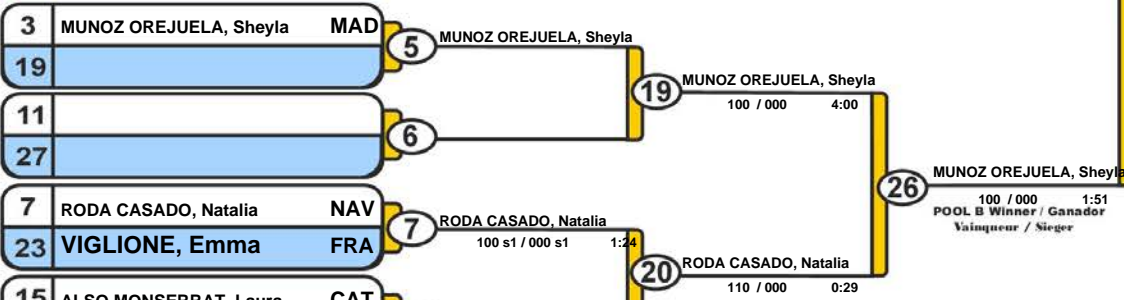 3 MUNOZ OREJUELA, Sheyla MAD
19
5 MUNOZ OREJUELA, Sheyla
11
27
6
19 MUNOZ OREJUELA, Sheyla
100 / 000 4:00
7 RODA CASADO, Natalia NAV
23 VIGLIONE, Emma FRA
7 RODA CASADO, Natalia
100 s1 / 000 s1 1:24
20 RODA CASADO, Natalia
110 / 000 0:29
26 MUNOZ OREJUELA, Sheyla
100 / 000 1:51
POOL B Winner / Ganador
Vainqueur / Sieger
15 ALSO MONSERRAT, Laura CAT